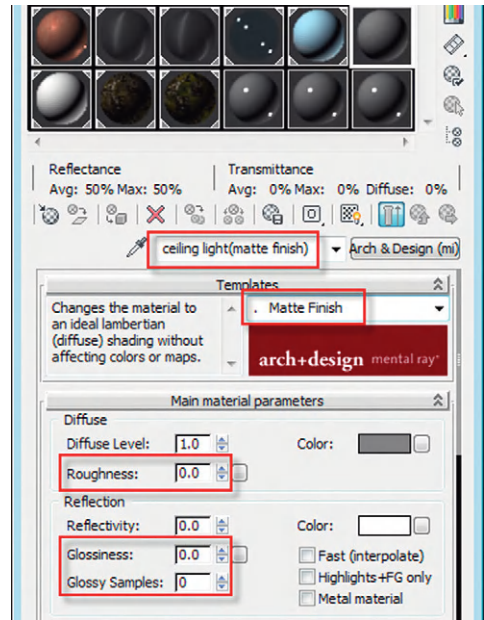 Reflectance Transmittance
Avg: 50% Max: 50% Avg: 0% Max: 0% Diffuse: 0%
ceiling light(matte finish) Arch & Design (mi)
Templates
Changes the material to
an ideal lambertian
(diffuse) shading without
affecting colors or maps.
. Matte Finish
arch+design mental ray*
Main material parameters
Diffuse
Diffuse Level: 1.0 Color:
Roughness: 0.0
Reflection
Reflectivity: 0.0 Color:
Glossiness: 0.0 Fast (interpolate)
Glossy Samples: 0 Highlights+FG only
Metal material